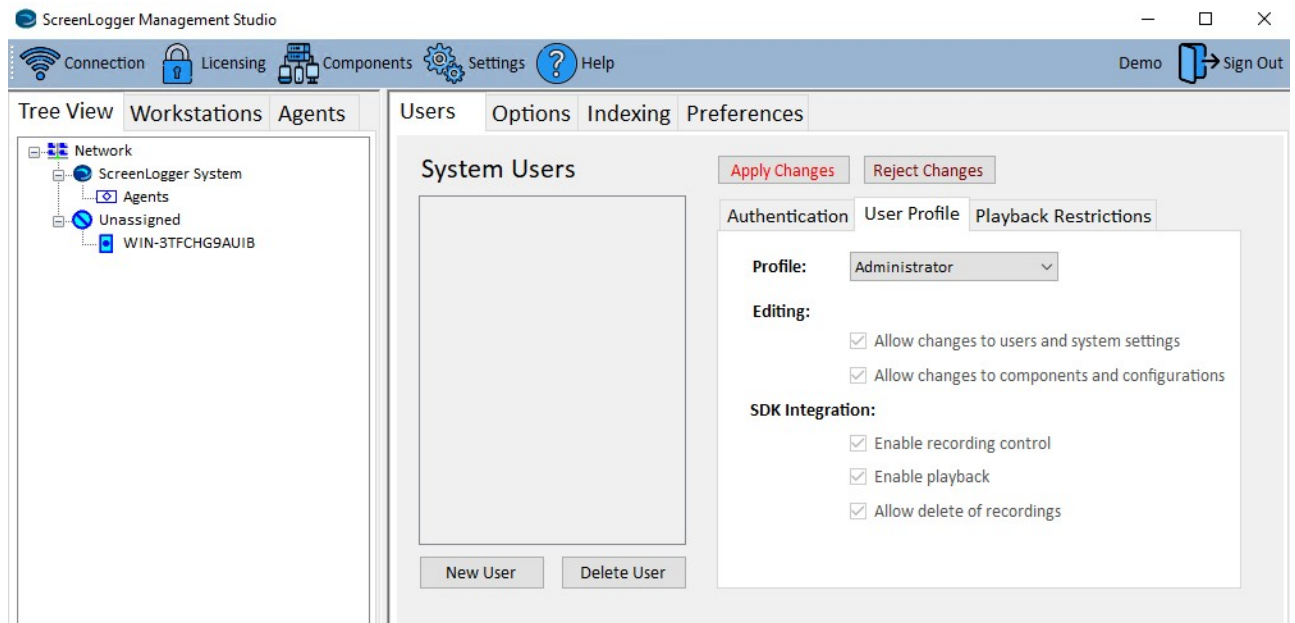 ScreenLogger Management Studio
Connection Licensing Components Settings Help Demo Sign Out
Tree View Workstations Agents
Network
ScreenLogger System
Agents
Unassigned
WIN-3TFCHG9AUIB
Users Options Indexing Preferences
System Users
Apply Changes Reject Changes
Authentication User Profile Playback Restrictions
Profile: Administrator
Editing:
Allow changes to users and system settings
Allow changes to components and configurations
SDK Integration:
Enable recording control
Enable playback
Allow delete of recordings
New User Delete User